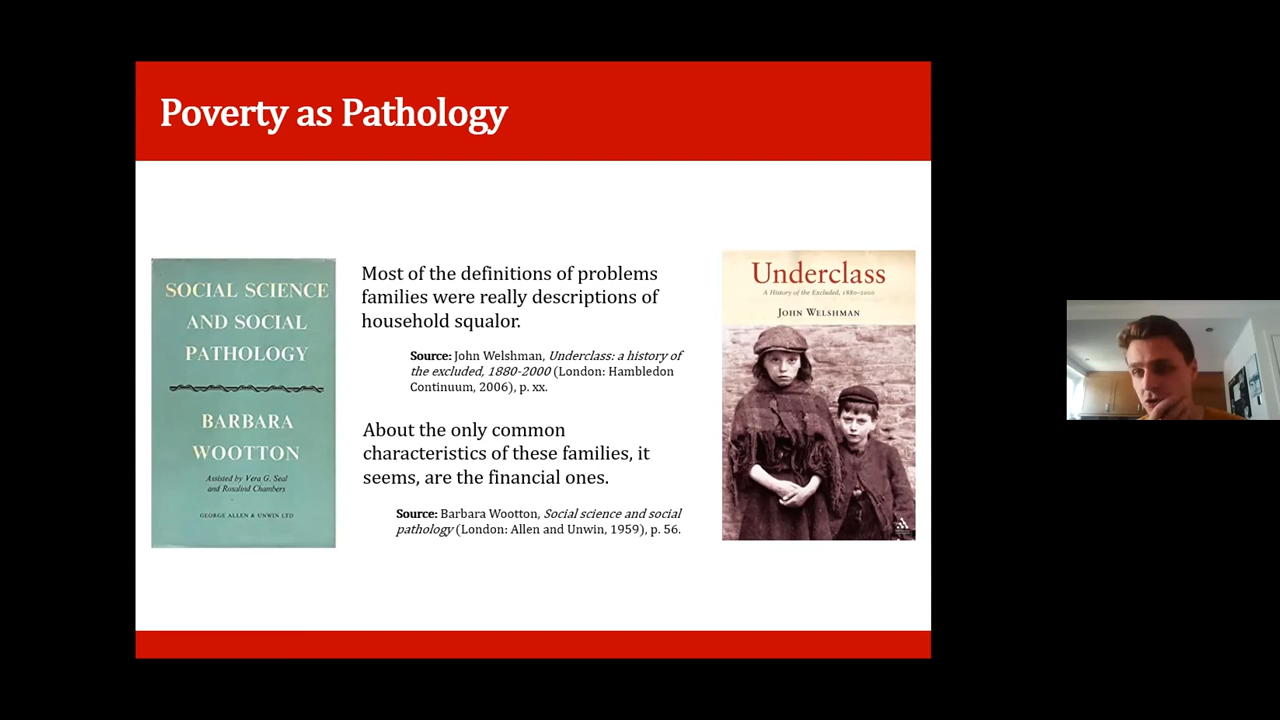 Poverty as Pathology
SOCIAL SCIENCE
AND SOCIAL
PATHOLOGY
BARBARA
WOOTTON
Assisted by Vera G. Seal
and Rosalind Chambers
GEORGE ALLEN & UNWIN LTD
Most of the definitions of problems
families were really descriptions of
household squalor.
Source: John Welshman, Underclass: a history of
the excluded, 1880-2000 (London: Hambledon
Continuum, 2006), p. xx.
About the only common
characteristics of these families, it
seems, are the financial ones.
Source: Barbara Wootton, Social science and social
pathology (London: Allen and Unwin, 1959), p. 56.
Underclass
A History of the Excluded, 1880-2000
JOHN WELSHMAN